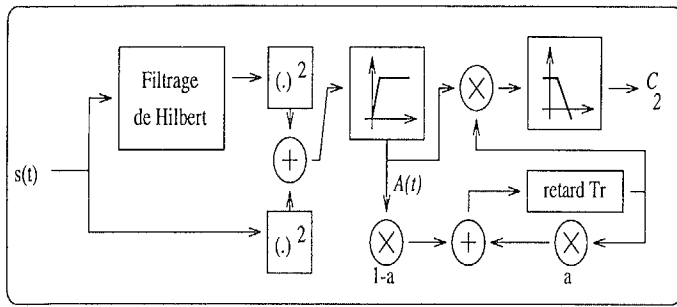 Filtrage
de Hilbert
(.) 2
s(t)
+
(.) 2
A(t)
×
1-a
+
×
a
retard Tr
×
C
2